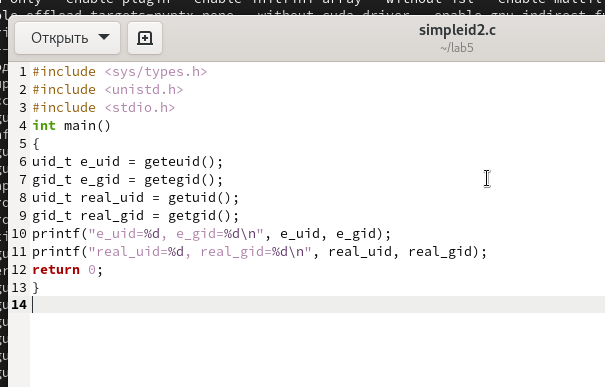 Открыть
simpleid2.c
~/lab5
1 #include <sys/types.h>
2 #include <unistd.h>
3 #include <stdio.h>
4 int main()
5 {
6 uid_t e_uid = geteuid();
7 gid_t e_gid = getegid();
8 uid_t real_uid = getuid();
9 gid_t real_gid = getgid();
10 printf("e_uid=%d, e_gid=%d\n", e_uid, e_gid);
11 printf("real_uid=%d, real_gid=%d\n", real_uid, real_gid);
12 return 0;
13 }
14